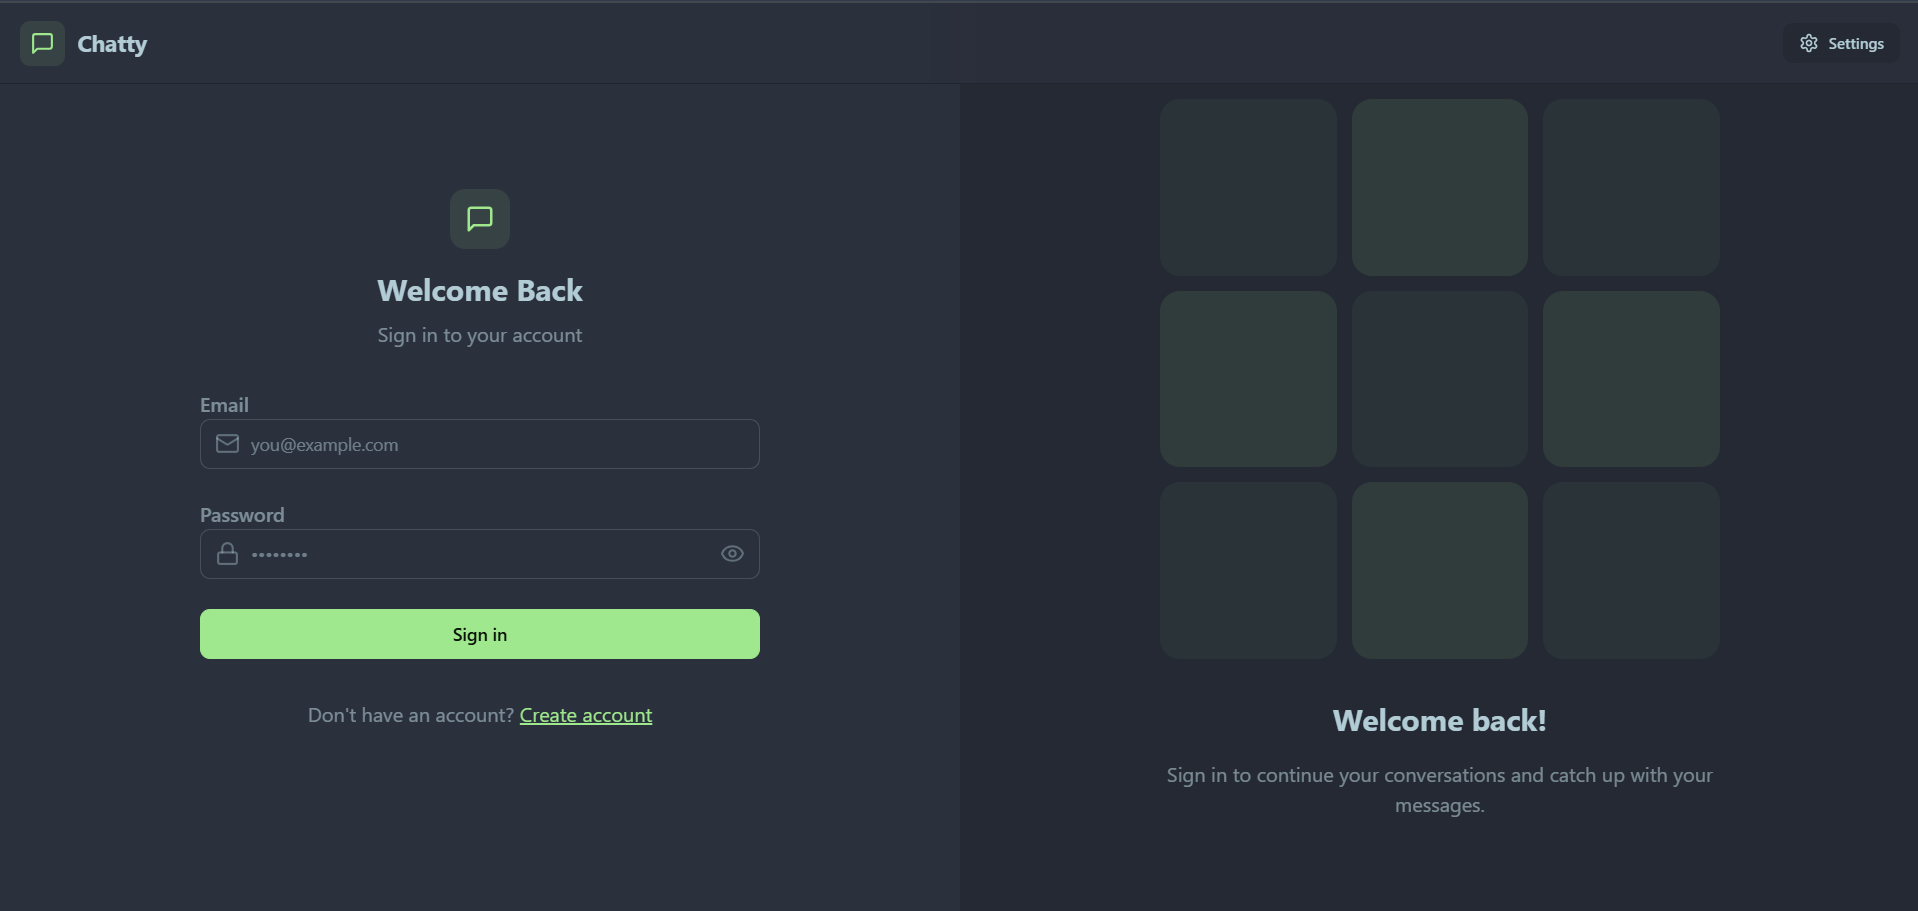 Chatty
Settings
Welcome Back
Sign in to your account
Email
you@example.com
Password
••••••••
Sign in
Don't have an account? Create account
Welcome back!
Sign in to continue your conversations and catch up with your
messages.